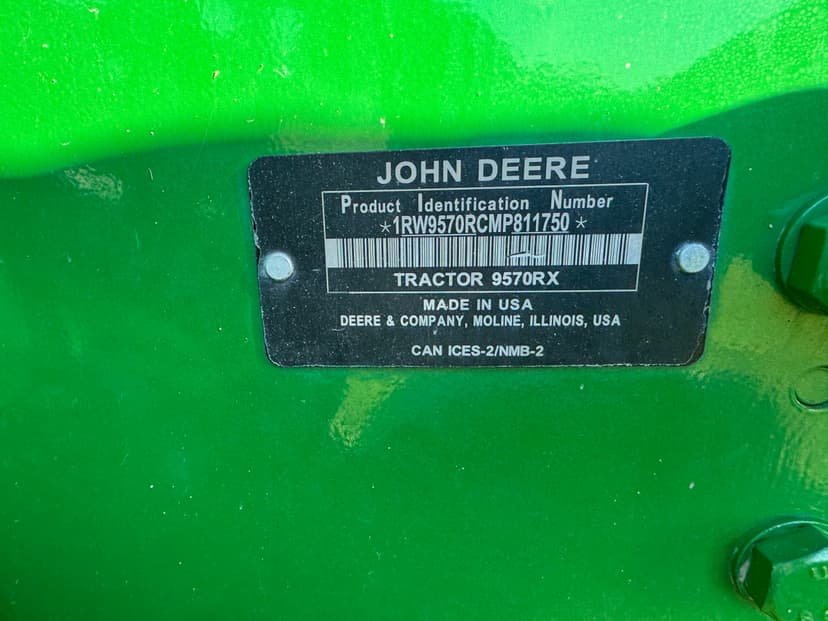 JOHN DEERE
Product Identification Number
*1RW9570RCMP811750*
TRACTOR 9570RX
MADE IN USA
DEERE & COMPANY, MOLINE, ILLINOIS, USA
CAN ICES-2/NMB-2